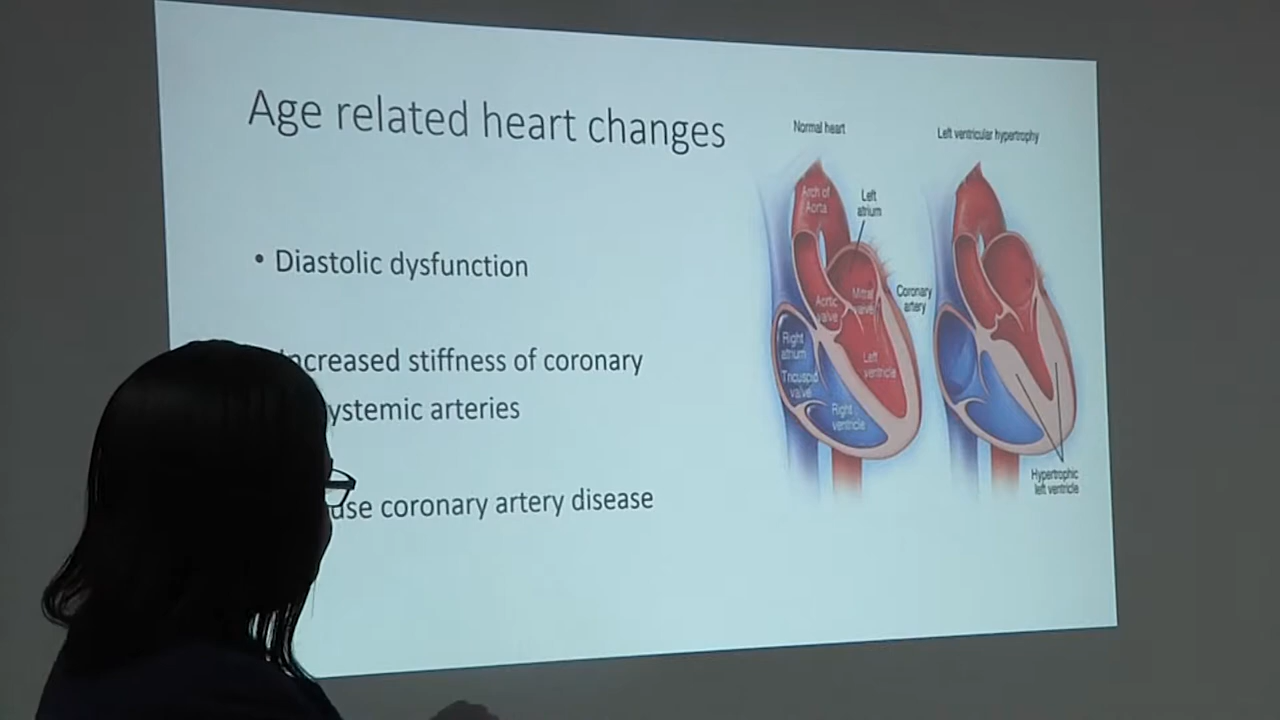 Age related heart changes
• Diastolic dysfunction
ncreased stiffness of coronary
ystemic arteries
use coronary artery disease
Normal heart
Arch of
Aorta
Left
atrium
Aortic
valve
Mitral
valve
Coronary
artery
Right
atrium
Tricuspid
valve
Left
ventricle
Right
ventricle
Left ventricular hypertrophy
Hypertrophic
left ventricle